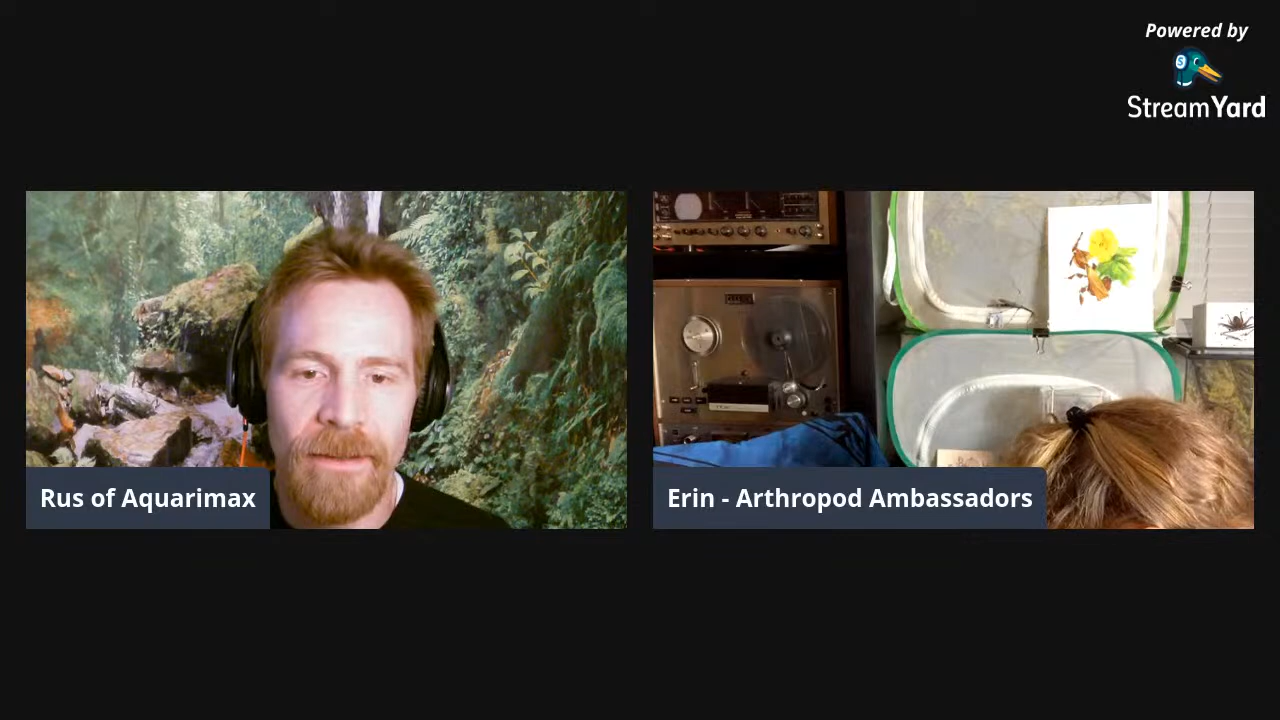 Powered by
StreamYard
Rus of Aquarimax
Erin - Arthropod Ambassadors